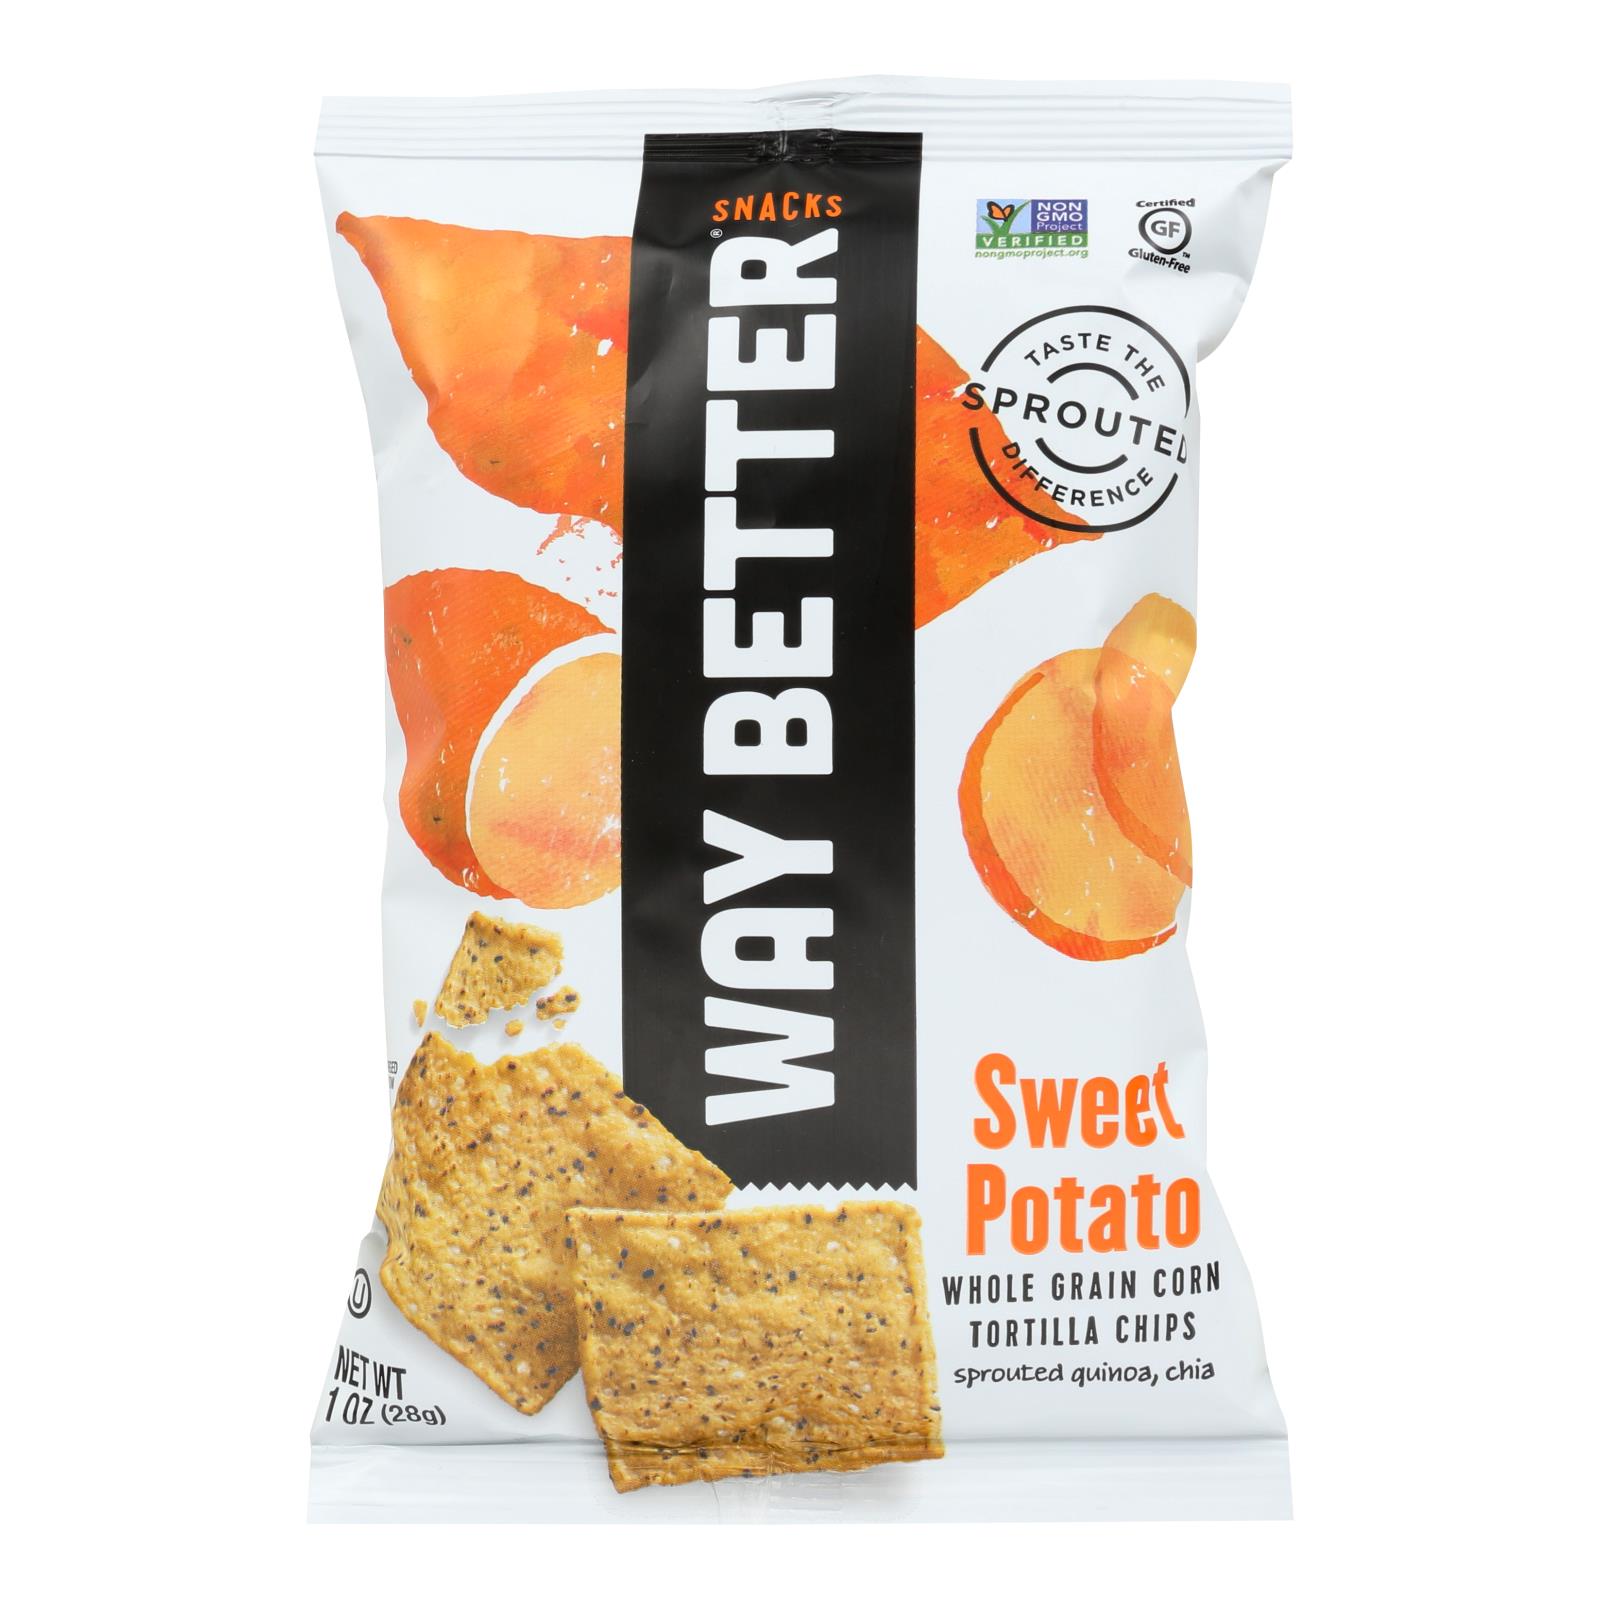 SNACKS
WAY BETTER®
NON
GMO
Project
VERIFIED
nongmoproject.org
Certified
GF
Gluten-Free™
TASTE THE
SPROUTED
DIFFERENCE
Sweet
Potato
WHOLE GRAIN CORN
TORTILLA CHIPS
sprouted quinoa, chia
U
NET WT
1 OZ (28g)